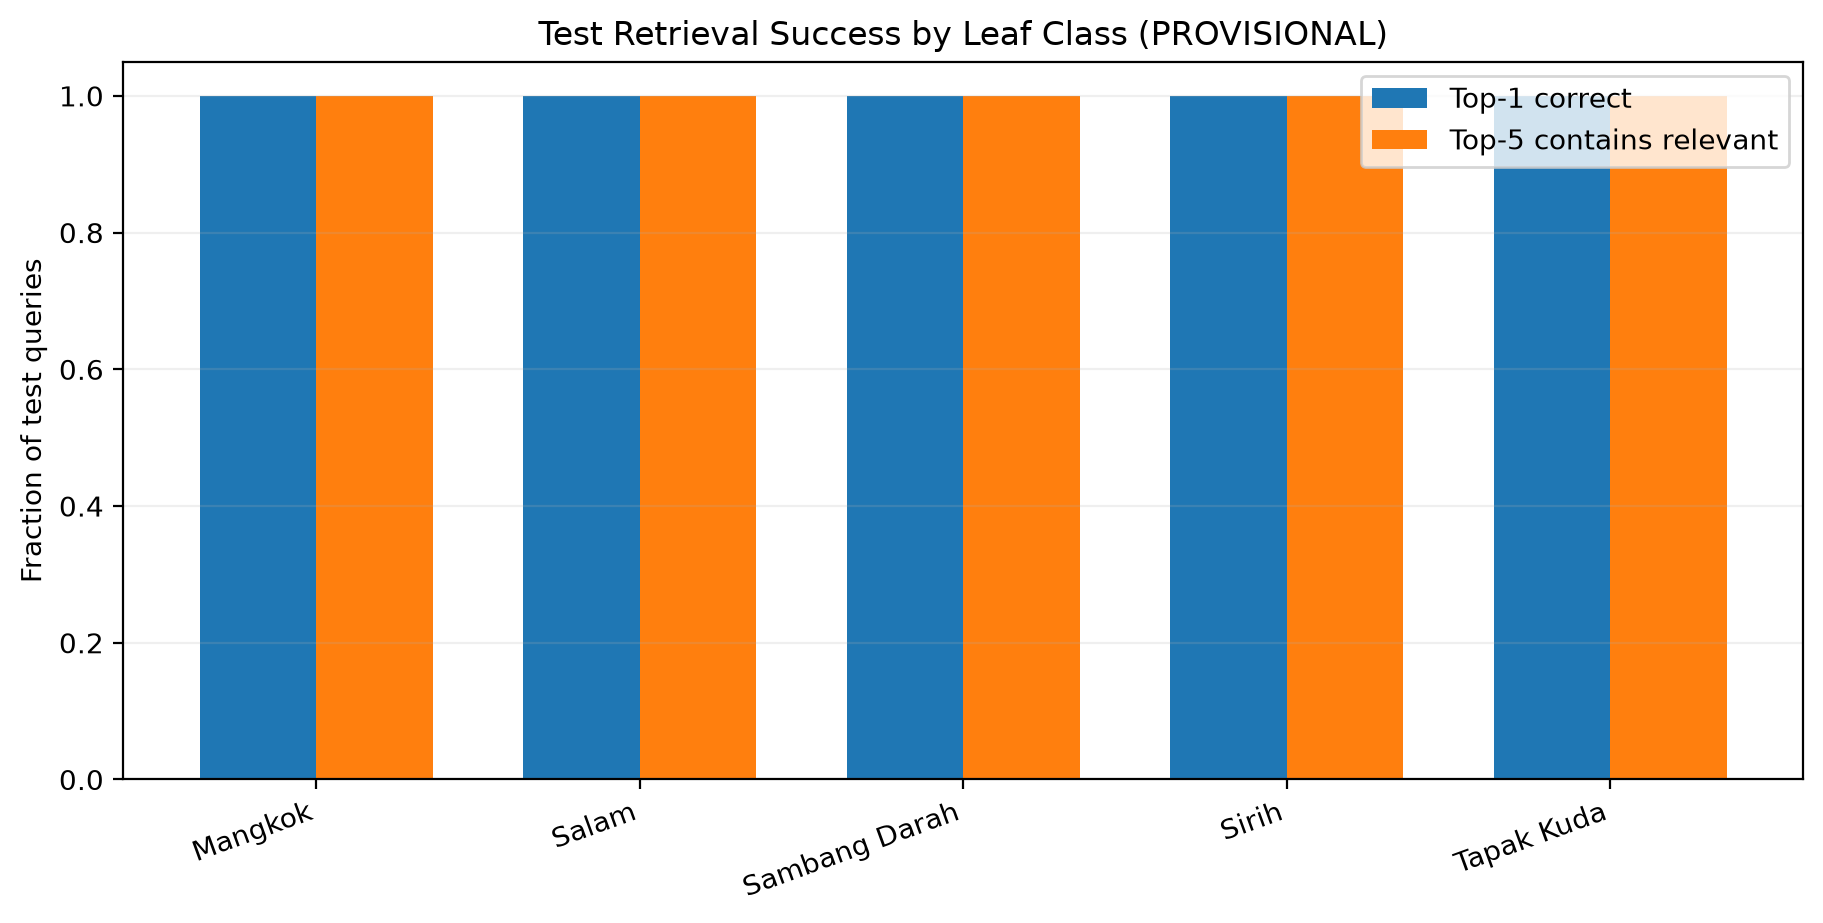 Test Retrieval Success by Leaf Class (PROVISIONAL)
Top-1 correct
Top-5 contains relevant
Fraction of test queries
1.0
0.8
0.6
0.4
0.2
0.0
Mangkok
Salam
Sambang Darah
Sirih
Tapak Kuda